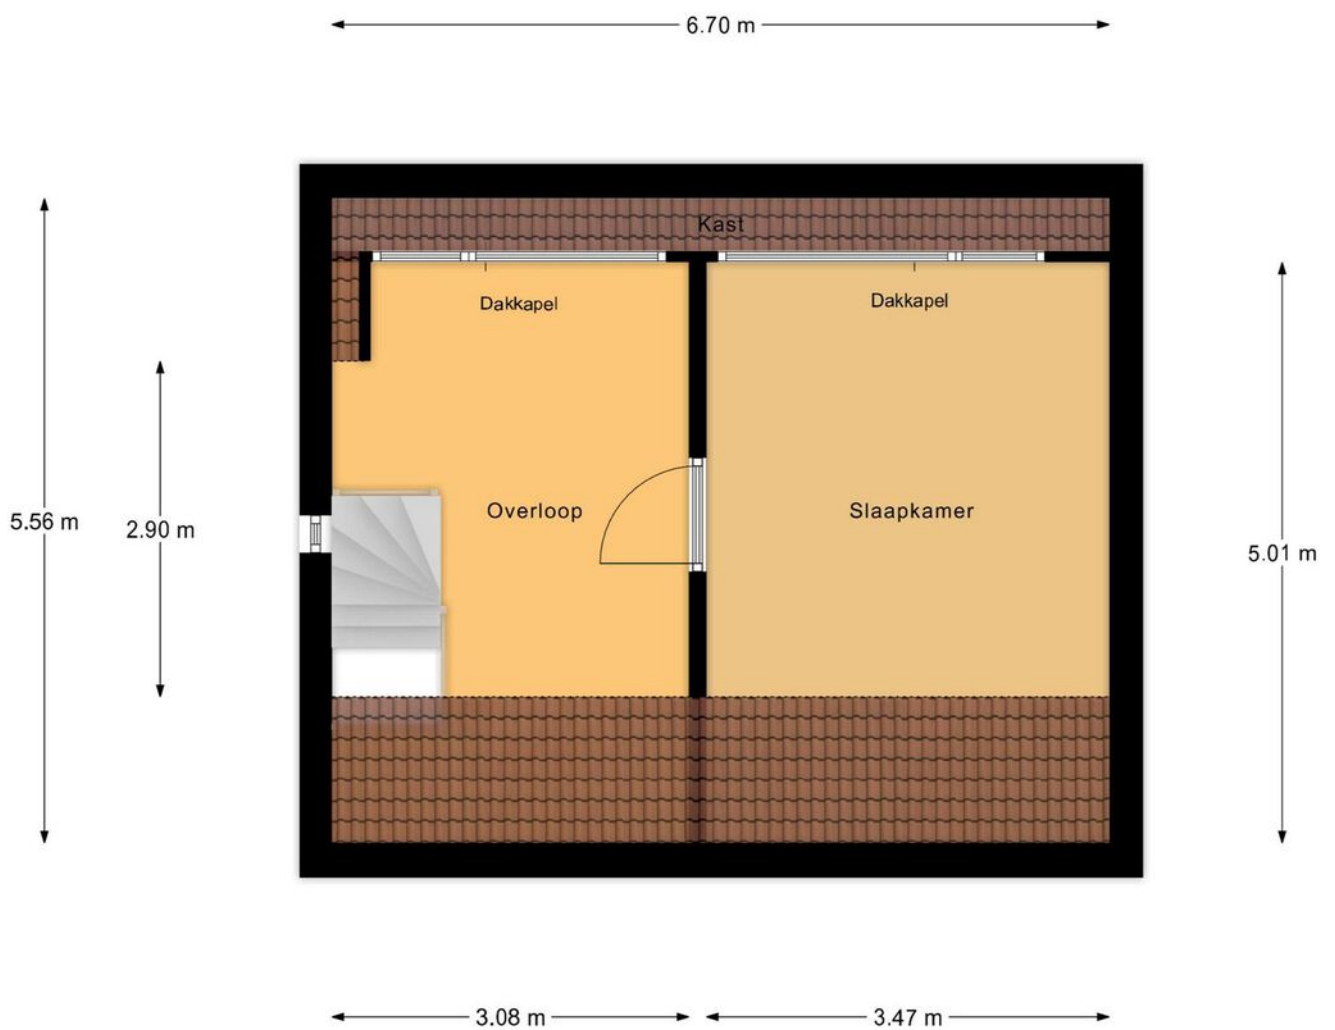 6.70 m
Kast
Dakkapel
Dakkapel
5.56 m
2.90 m
Overloop
Slaapkamer
5.01 m
3.08 m
3.47 m